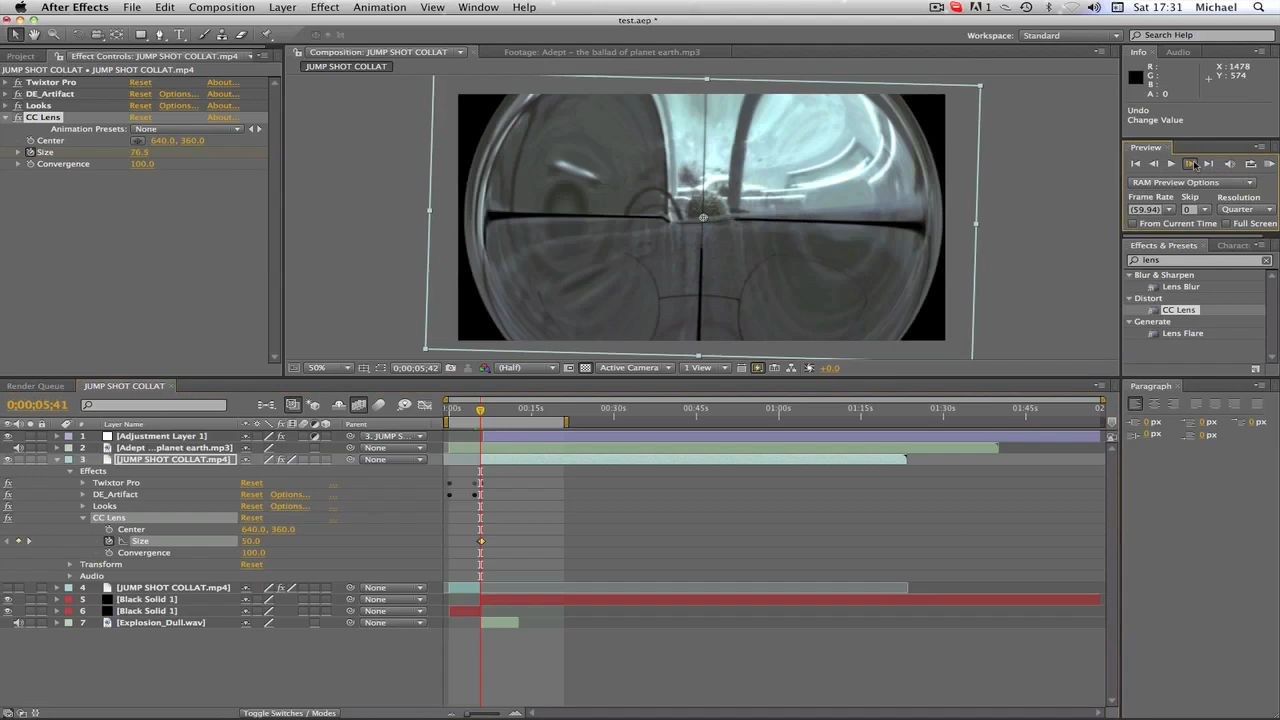 After Effects File Edit Composition Layer Effect Animation View Window Help 1 Sat 17:31 Michael
test.aep *
Workspace: Standard Search Help
Project Effect Controls: JUMP SHOT COLLAT.mp4 Composition: JUMP SHOT COLLAT Footage: Adept – the ballad of planet earth.mp3 Info Audio
JUMP SHOT COLLAT • JUMP SHOT COLLAT.mp4 JUMP SHOT COLLAT
Twixtor Pro Reset About...
DE_Artifact Reset Options... About...
Looks Reset Options... About...
CC Lens Reset About...
Animation Presets: None
Center 640.0, 360.0
Size 76.5
Convergence 100.0
R:
G:
B:
A: 0
X: 1478
Y: 574
Undo
Change Value
Preview
RAM Preview Options
Frame Rate Skip Resolution
(59.94) 0 Quarter
From Current Time Full Screen
Effects & Presets Charact
lens
Blur & Sharpen
Lens Blur
Distort
CC Lens
Generate
Lens Flare
50% 0;00;05;42 (Half) Active Camera 1 View +0.0
Render Queue JUMP SHOT COLLAT Paragraph
0;00;05;41 :00s 00:15s 00:30s 00:45s 01:00s 01:15s 01:30s 01:45s 02
# Layer Name Parent
1 [Adjustment Layer 1] 3. JUMP S...
2 [Adept ...planet earth.mp3] None
3 [JUMP SHOT COLLAT.mp4] None
Effects
Twixtor Pro Reset ...
DE_Artifact Reset Options... ...
Looks Reset Options... ...
CC Lens Reset ...
Center 640.0, 360.0
Size 50.0
Convergence 100.0
Transform Reset
Audio
4 [JUMP SHOT COLLAT.mp4] None
5 [Black Solid 1] None
6 [Black Solid 1] None
7 [Explosion_Dull.wav] None
0 px 0 px 0 px
0 px 0 px
Toggle Switches / Modes